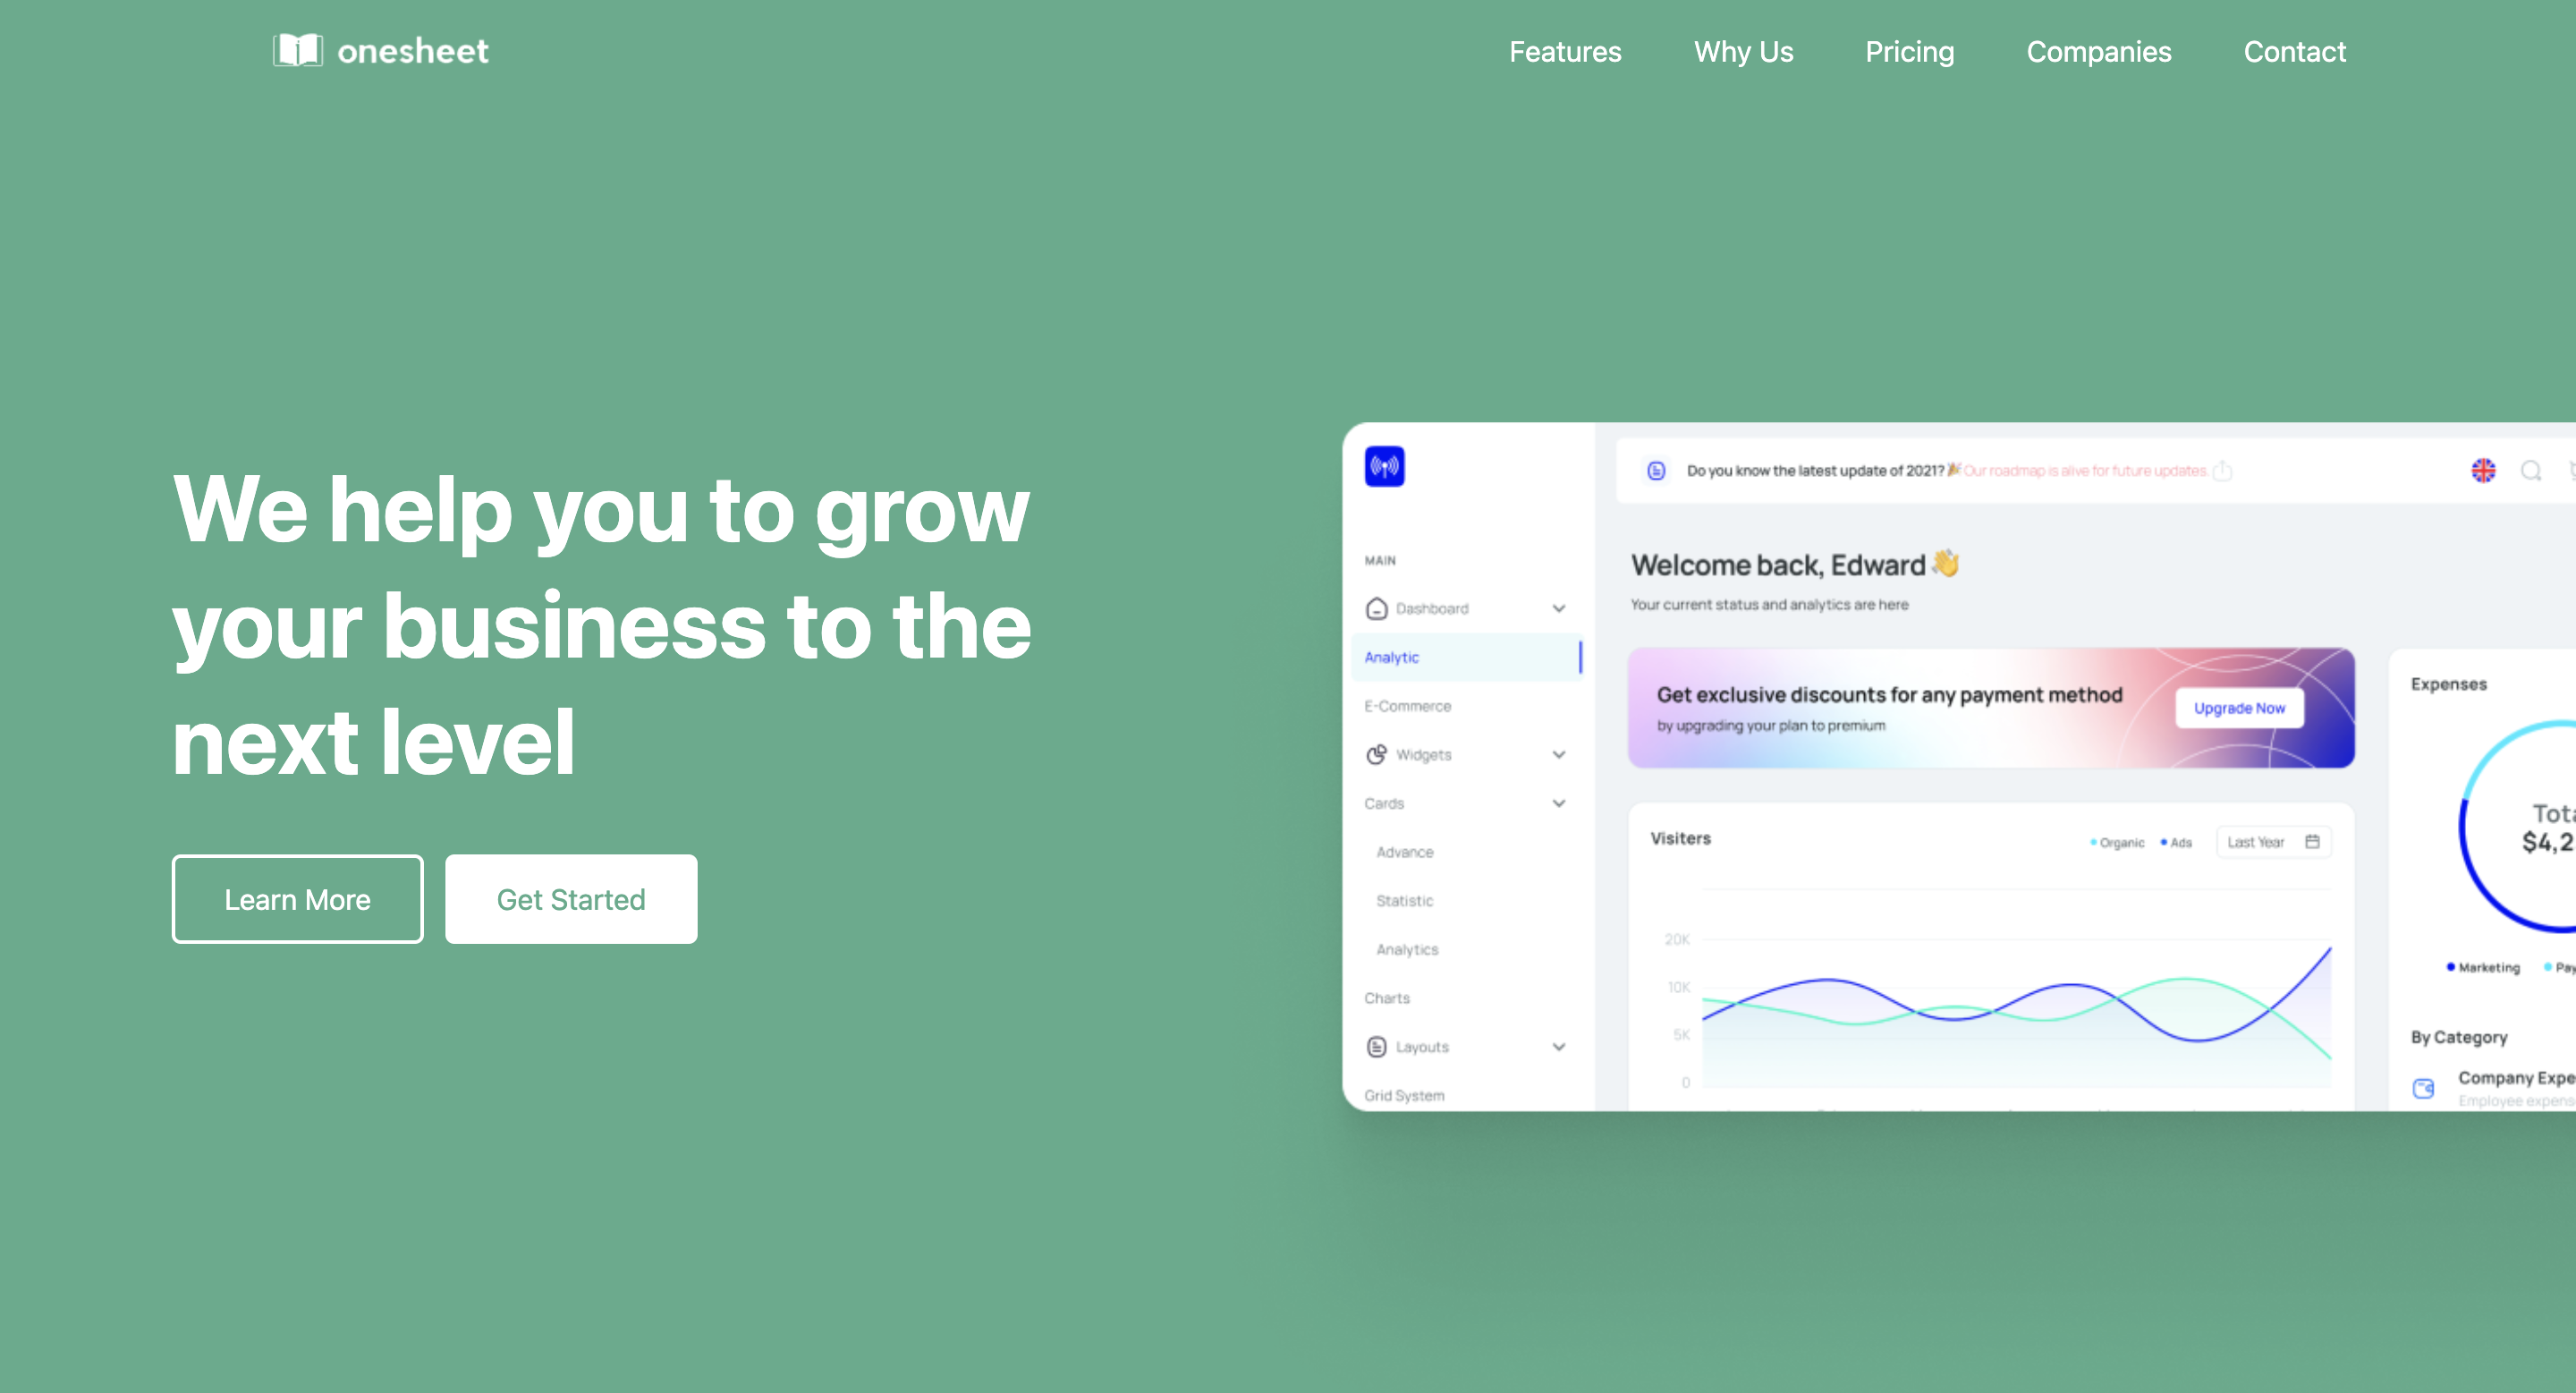 onesheet
Features Why Us Pricing Companies Contact
We help you to grow
your business to the
next level
Learn More Get Started
Do you know the latest update of 2021? 🎉 Our roadmap is alive for future updates.
MAIN
Dashboard
Analytic
E-Commerce
Widgets
Cards
Advance
Statistic
Analytics
Charts
Layouts
Grid System
Welcome back, Edward 👋
Your current status and analytics are here
Get exclusive discounts for any payment method
by upgrading your plan to premium
Upgrade Now
Visiters
Organic Ads Last Year
20K
10K
5K
0
Expenses
$4,2
Marketing
By Category
Company
Employee